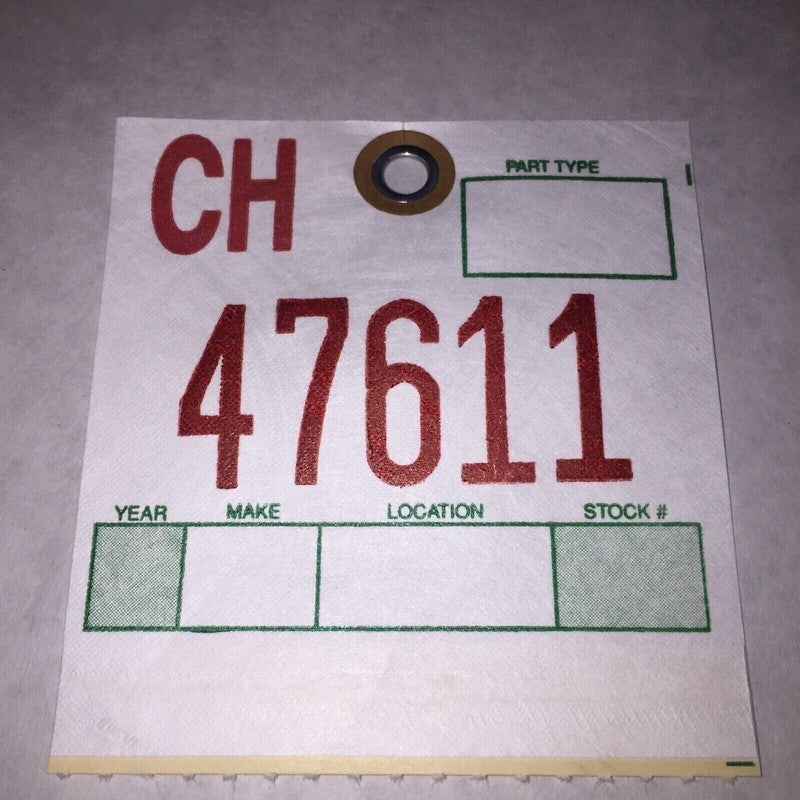 CH
PART TYPE
47611
YEAR MAKE LOCATION STOCK #